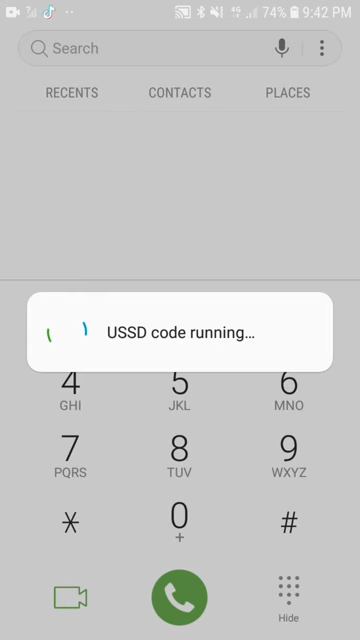 ? 4G 74% 9:42 PM
Search
RECENTS CONTACTS PLACES
USSD code running...
4 5 6
GHI JKL MNO
7 8 9
PQRS TUV WXYZ
* 0 #
+
Hide